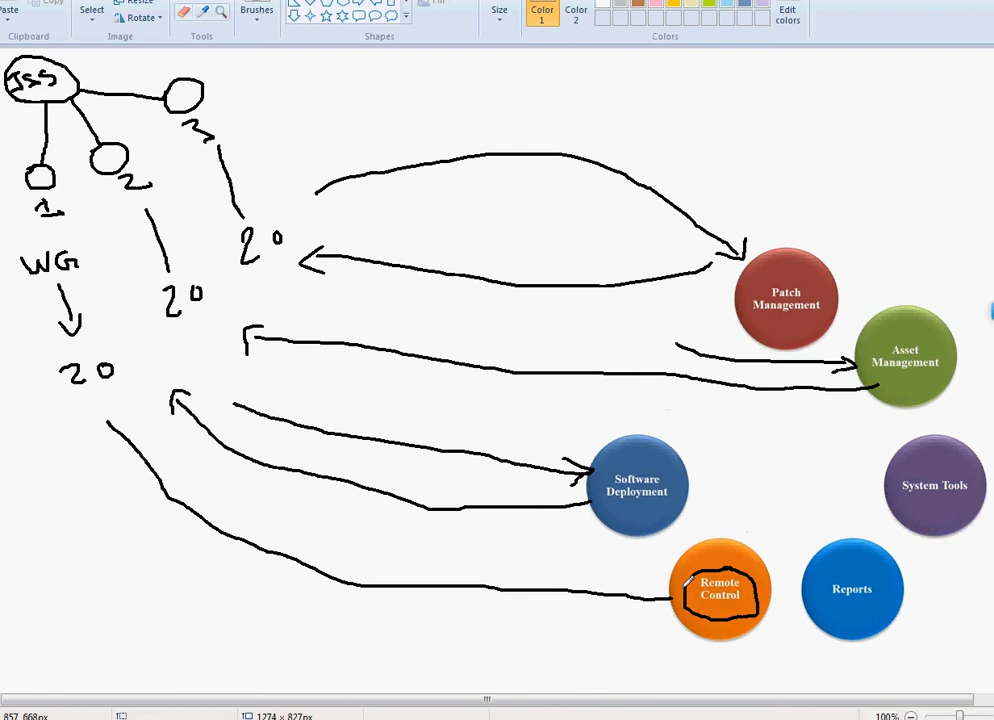 Paste
Select
Resize
Rotate
Brushes
Size
Color
1
Color
2
Edit
colors
Clipboard
Image
Tools
Shapes
Colors
ISS
3
2
1
WG
20
20
20
Patch
Management
Asset
Management
Software
Deployment
System Tools
Remote
Control
Reports
857, 668px
1274 × 827px
100%